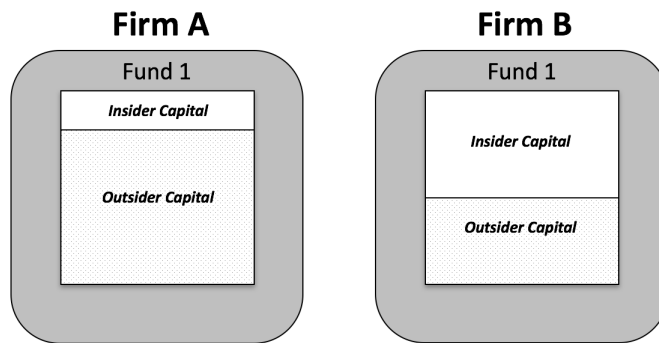 Firm A
Fund 1
Insider Capital
Outsider Capital
Firm B
Fund 1
Insider Capital
Outsider Capital